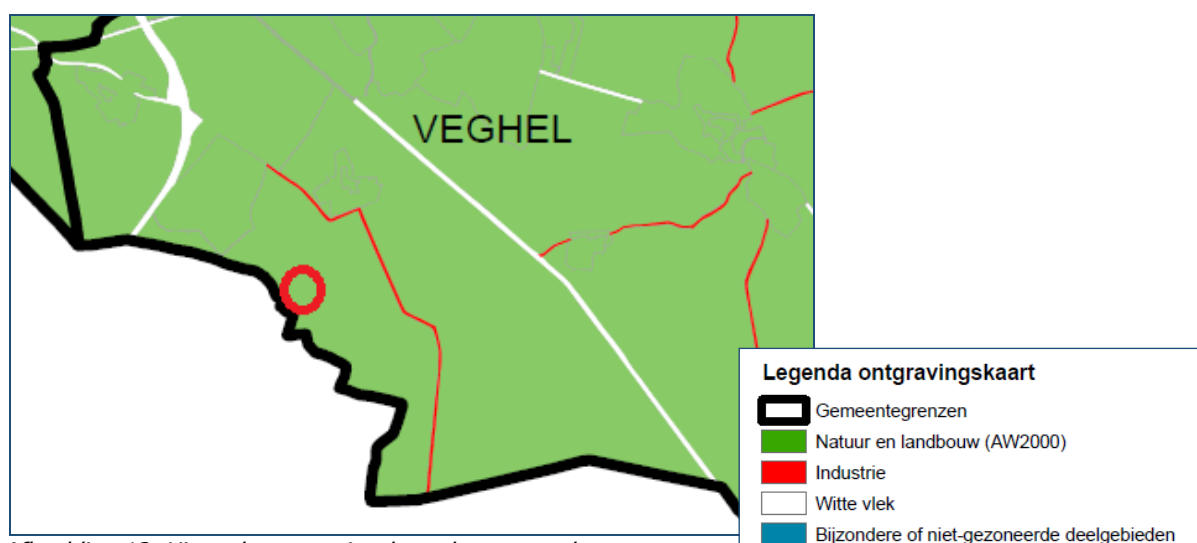 VEGHEL
Legenda ontgravingskaart
Gemeentegrenzen
Natuur en landbouw (AW2000)
Industrie
Witte vlek
Bijzondere of niet-gezoneerde deelgebieden